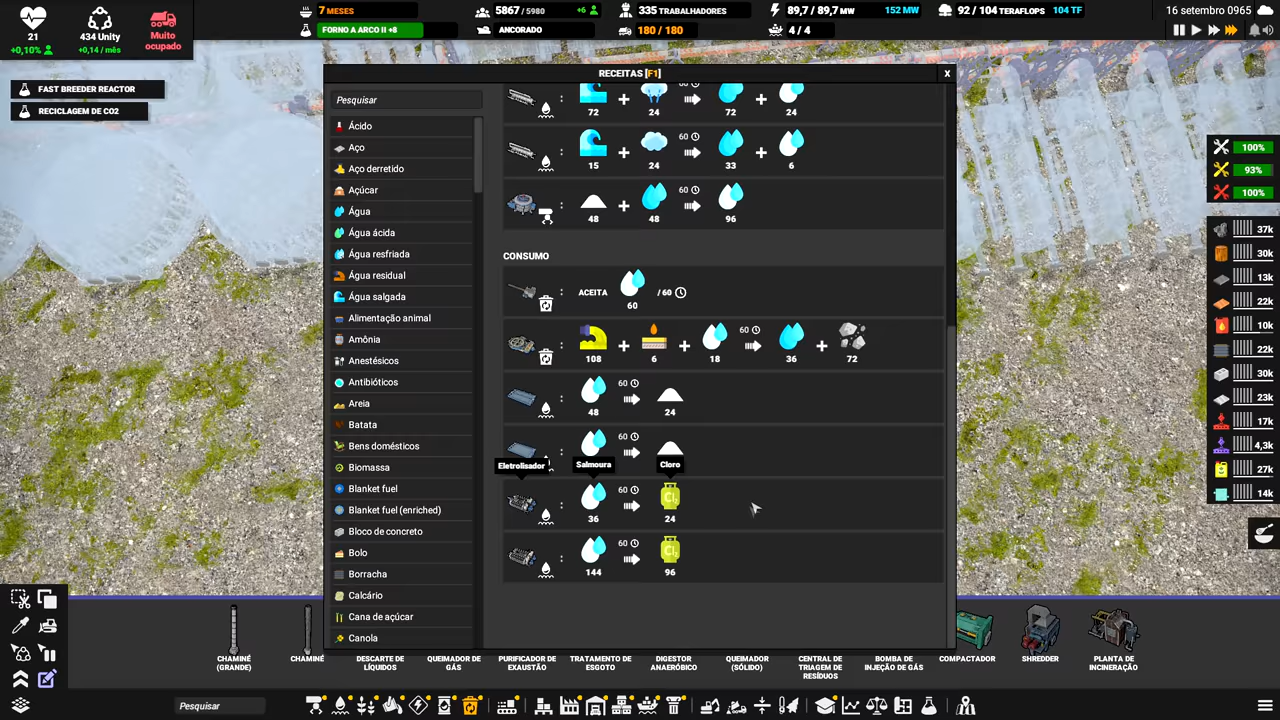 21
+0,10%
434 Unity
+0,14 / mês
Muito
ocupado
7 MESES
FORNO A ARCO II +8
5867 / 5980
+6
ANCORADO
335 TRABALHADORES
180 / 180
89,7 / 89,7 MW
152 MW
4 / 4
92 / 104 TERAFLOPS
104 TF
16 setembro 0965
FAST BREEDER REACTOR
RECICLAGEM DE CO2
RECEITAS [F1]
X
Pesquisar
Ácido
Aço
Aço derretido
Açúcar
Água
Água ácida
Água resfriada
Água residual
Água salgada
Alimentação animal
Amônia
Anestésicos
Antibióticos
Areia
Batata
Bens domésticos
Biomassa
Blanket fuel
Blanket fuel (enriched)
Bloco de concreto
Bolo
Borracha
Calcário
Cana de açúcar
Canola
: 72 + 24 60 72 + 24
: 15 + 24 60 33 + 6
: 48 + 48 60 96
CONSUMO
: ACEITA 60 / 60
: 108 + 6 + 18 60 36 + 72
: 48 60 24
60
Eletrolisador
Salmoura
Cloro
: 36 60 Cl2 24
: 144 60 Cl2 96
100%
93%
100%
37k
30k
13k
22k
10k
22k
30k
23k
17k
4,3k
27k
14k
CHAMINÉ
(GRANDE)
CHAMINÉ
DESCARTE DE
LÍQUIDOS
QUEIMADOR DE
GÁS
PURIFICADOR DE
EXAUSTÃO
TRATAMENTO DE
ESGOTO
DIGESTOR
ANAERÓBICO
QUEIMADOR
(SÓLIDO)
CENTRAL DE
TRIAGEM DE
RESÍDUOS
BOMBA DE
INJEÇÃO DE GÁS
COMPACTADOR
SHREDDER
PLANTA DE
INCINERAÇÃO
Pesquisar